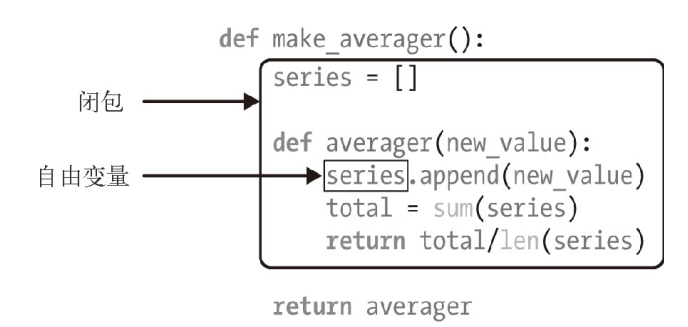 def make_averager():
series = []
闭包
def averager(new_value):
自由变量
series.append(new_value)
total = sum(series)
return total/len(series)
return averager